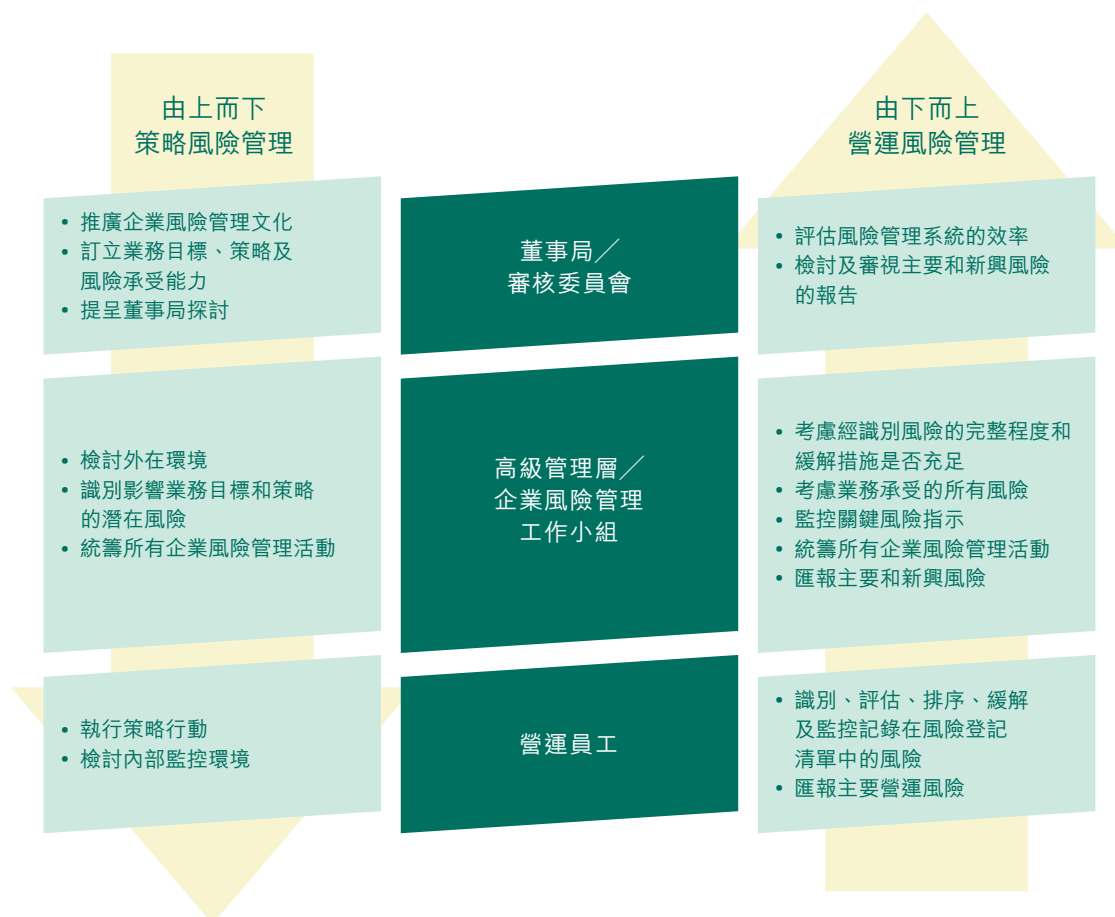 由上而下
策略風險管理
由下而上
營運風險管理
• 推廣企業風險管理文化
• 訂立業務目標、策略及
風險承受能力
• 提呈董事局探討
董事局╱
審核委員會
• 評估風險管理系統的效率
• 檢討及審視主要和新興風險
的報告
• 檢討外在環境
• 識別影響業務目標和策略
的潛在風險
• 統籌所有企業風險管理活動
高級管理層╱
企業風險管理
工作小組
• 考慮經識別風險的完整程度和
緩解措施是否充足
• 考慮業務承受的所有風險
• 監控關鍵風險指示
• 統籌所有企業風險管理活動
• 匯報主要和新興風險
• 執行策略行動
• 檢討內部監控環境
營運員工
• 識別、評估、排序、緩解
及監控記錄在風險登記
清單中的風險
• 匯報主要營運風險